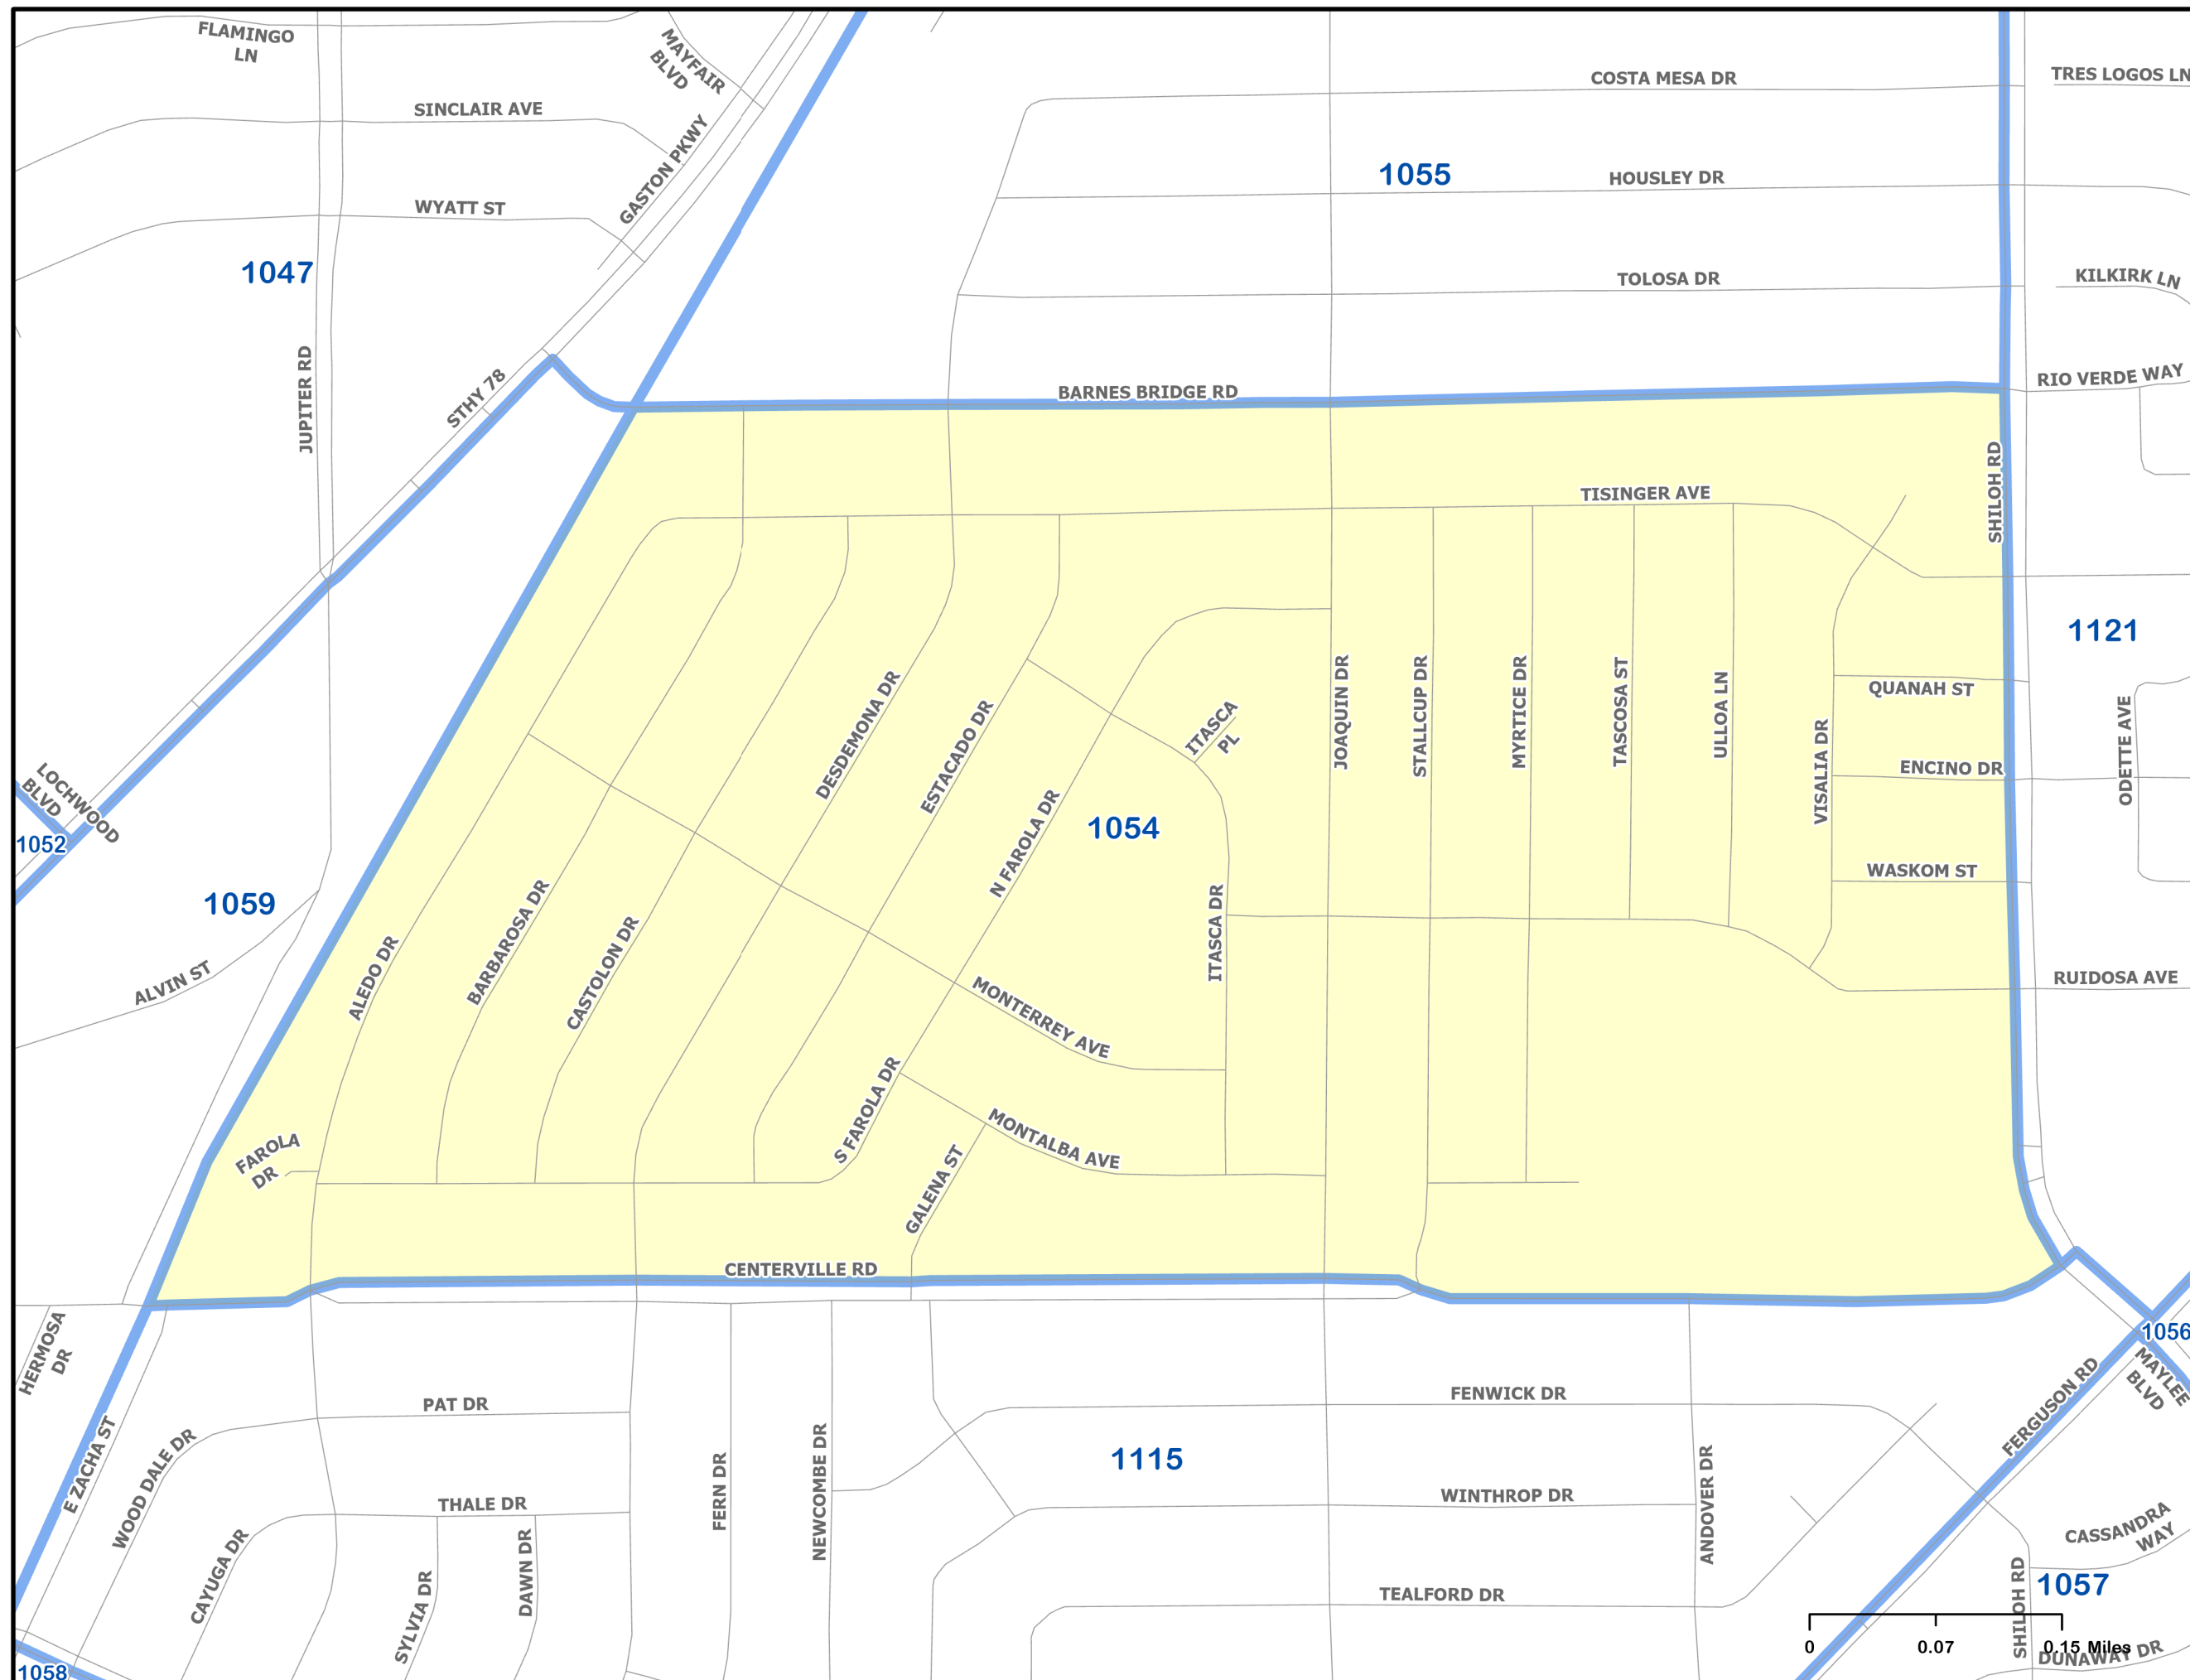 FLAMINGO
LN
MAYFAIR
BLVD
COSTA MESA DR
TRES LOGOS LN
SINCLAIR AVE
GASTON PKWY
1055
HOUSLEY DR
WYATT ST
1047
TOLOSA DR
KILKIRK LN
JUPITER RD
STHY 78
BARNES BRIDGE RD
RIO VERDE WAY
TISINGER AVE
SHILOH RD
1121
DESDEMONA DR
ESTACADO DR
ITASCA
PL
JOAQUIN DR
STALLCUP DR
MYRTICE DR
TASCOSA ST
ULLOA LN
VISALIA DR
QUANAH ST
ENCINO DR
ODETTE AVE
LOCHWOOD
BLVD
1052
N FAROLA DR
1054
1059
WASKOM ST
ALEDO DR
BARBAROSA DR
CASTOLON DR
ITASCA DR
ALVIN ST
MONTERREY AVE
RUIDOSA AVE
S FAROLA DR
FAROLA
DR
MONTALBA AVE
GALENA ST
CENTERVILLE RD
HERMOSA
DR
1056
MAYLEE
BLVD
FERGUSON RD
PAT DR
FENWICK DR
E ZACHA ST
WOOD DALE DR
FERN DR
NEWCOMBE DR
1115
ANDOVER DR
THALE DR
WINTHROP DR
CASSANDRA
WAY
CAYUGA DR
SYLVIA DR
DAWN DR
TEALFORD DR
SHILOH RD
1057
0
0.07
0.15 Miles
DUNAWAY DR
1058